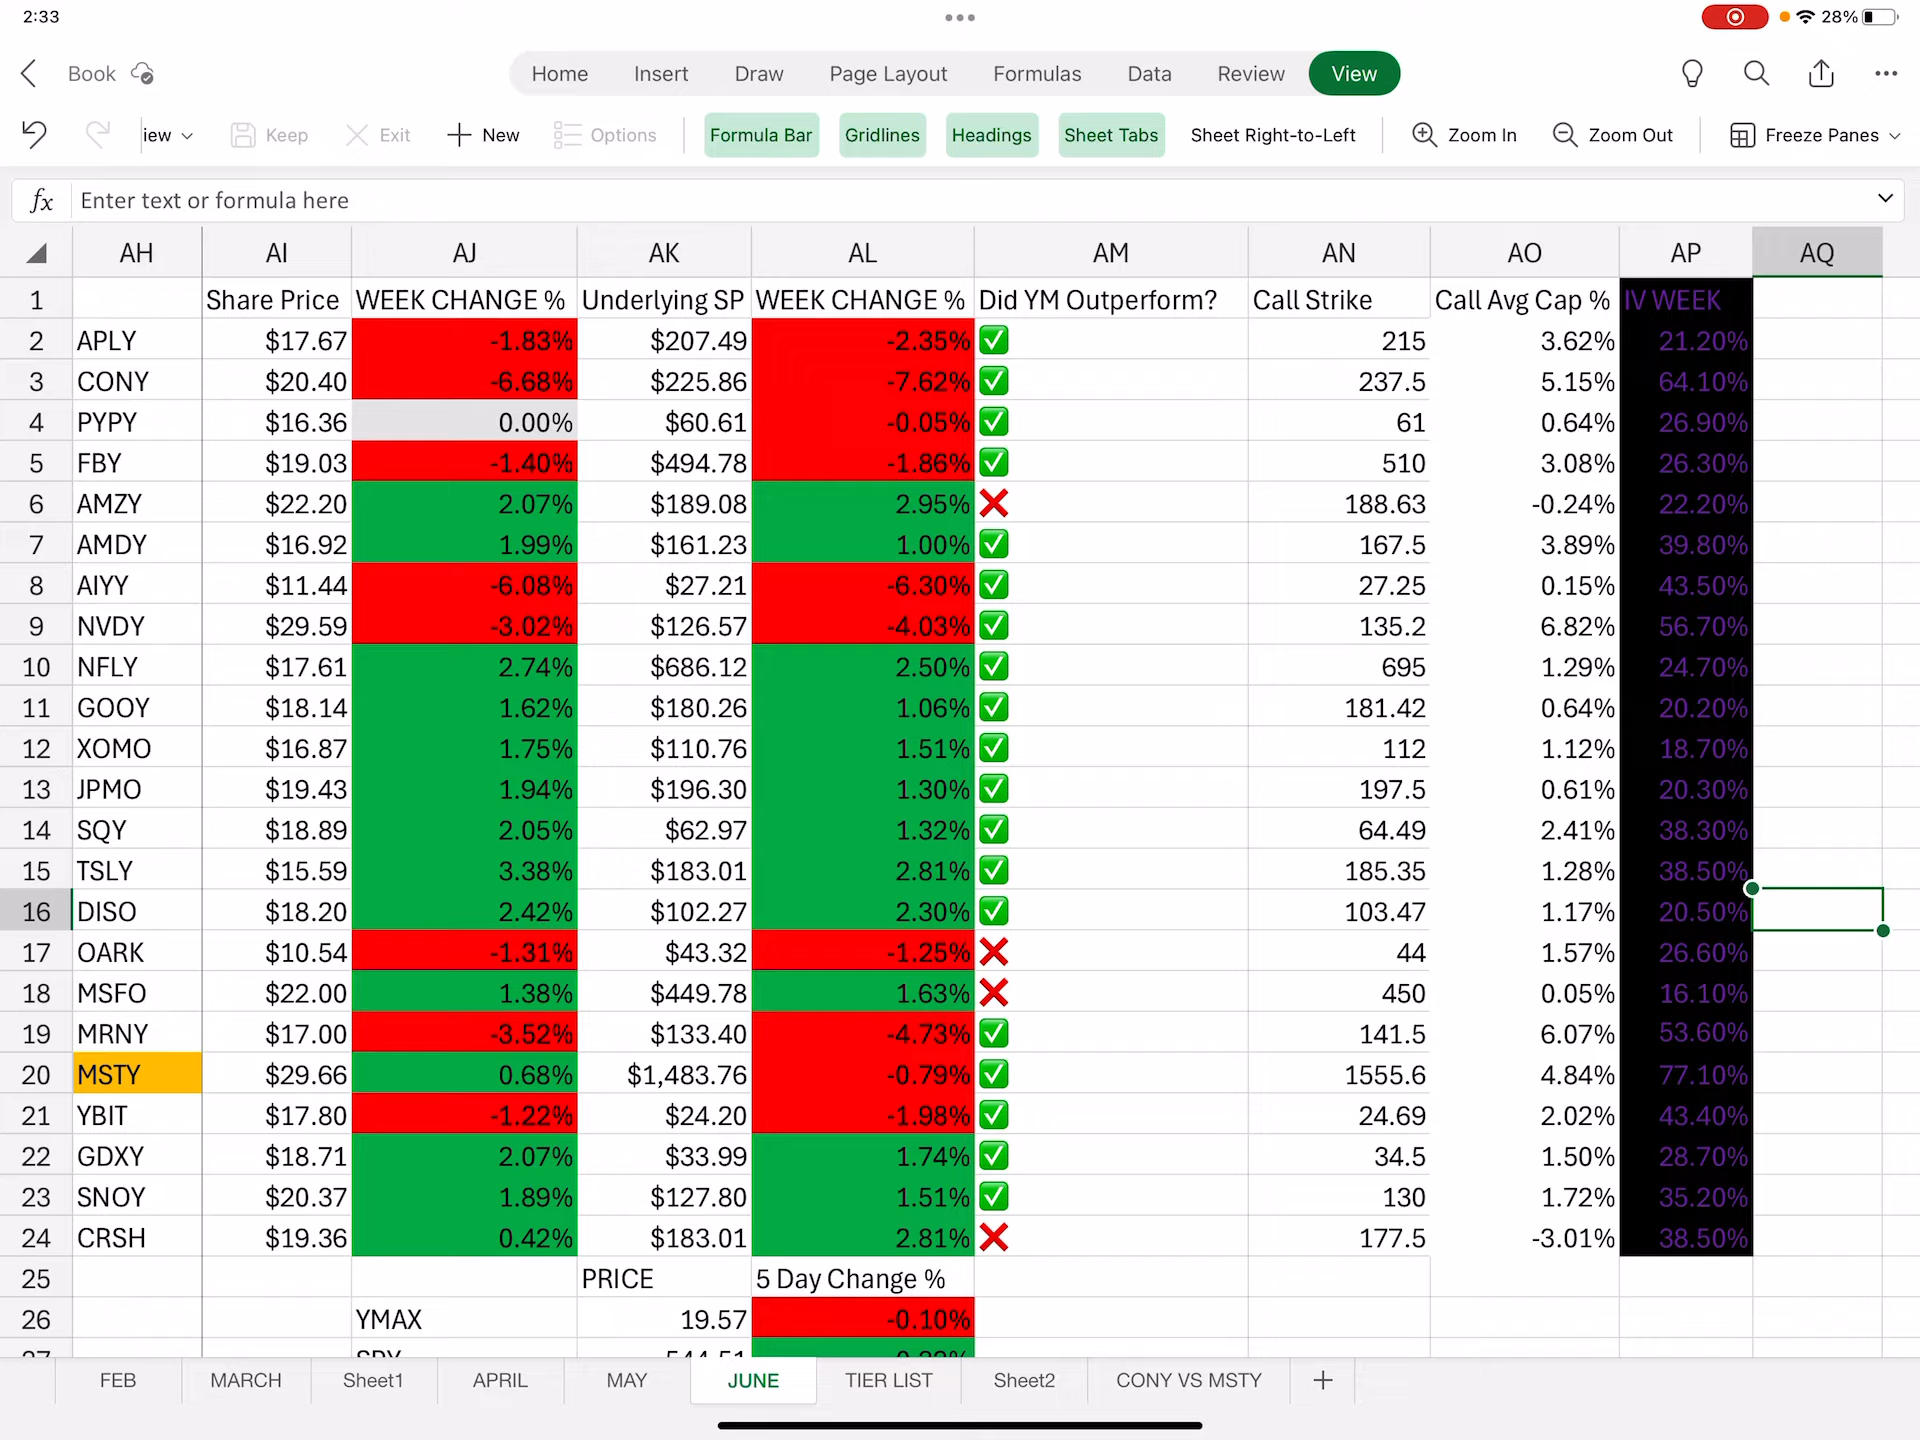 2:33
28%
Book
Home Insert Draw Page Layout Formulas Data Review View
iew Keep Exit New Options Formula Bar Gridlines Headings Sheet Tabs Sheet Right-to-Left Zoom In Zoom Out Freeze Panes
fx Enter text or formula here
AH AI AJ AK AL AM AN AO AP AQ
1 Share Price WEEK CHANGE % Underlying SP WEEK CHANGE % Did YM Outperform? Call Strike Call Avg Cap % IV WEEK
2 APLY $17.67 -1.83% $207.49 -2.35% ✅ 215 3.62% 21.20%
3 CONY $20.40 -6.68% $225.86 -7.62% ✅ 237.5 5.15% 64.10%
4 PYPY $16.36 0.00% $60.61 -0.05% ✅ 61 0.64% 26.90%
5 FBY $19.03 -1.40% $494.78 -1.86% ✅ 510 3.08% 26.30%
6 AMZY $22.20 2.07% $189.08 2.95% ❌ 188.63 -0.24% 22.20%
7 AMDY $16.92 1.99% $161.23 1.00% ✅ 167.5 3.89% 39.80%
8 AIYY $11.44 -6.08% $27.21 -6.30% ✅ 27.25 0.15% 43.50%
9 NVDY $29.59 -3.02% $126.57 -4.03% ✅ 135.2 6.82% 56.70%
10 NFLY $17.61 2.74% $686.12 2.50% ✅ 695 1.29% 24.70%
11 GOOY $18.14 1.62% $180.26 1.06% ✅ 181.42 0.64% 20.20%
12 XOMO $16.87 1.75% $110.76 1.51% ✅ 112 1.12% 18.70%
13 JPMO $19.43 1.94% $196.30 1.30% ✅ 197.5 0.61% 20.30%
14 SQY $18.89 2.05% $62.97 1.32% ✅ 64.49 2.41% 38.30%
15 TSLY $15.59 3.38% $183.01 2.81% ✅ 185.35 1.28% 38.50%
16 DISO $18.20 2.42% $102.27 2.30% ✅ 103.47 1.17% 20.50%
17 OARK $10.54 -1.31% $43.32 -1.25% ❌ 44 1.57% 26.60%
18 MSFO $22.00 1.38% $449.78 1.63% ❌ 450 0.05% 16.10%
19 MRNY $17.00 -3.52% $133.40 -4.73% ✅ 141.5 6.07% 53.60%
20 MSTY $29.66 0.68% $1,483.76 -0.79% ✅ 1555.6 4.84% 77.10%
21 YBIT $17.80 -1.22% $24.20 -1.98% ✅ 24.69 2.02% 43.40%
22 GDXY $18.71 2.07% $33.99 1.74% ✅ 34.5 1.50% 28.70%
23 SNOY $20.37 1.89% $127.80 1.51% ✅ 130 1.72% 35.20%
24 CRSH $19.36 0.42% $183.01 2.81% ❌ 177.5 -3.01% 38.50%
25 PRICE 5 Day Change %
26 YMAX 19.57 -0.10%
FEB MARCH Sheet1 APRIL MAY JUNE TIER LIST Sheet2 CONY VS MSTY